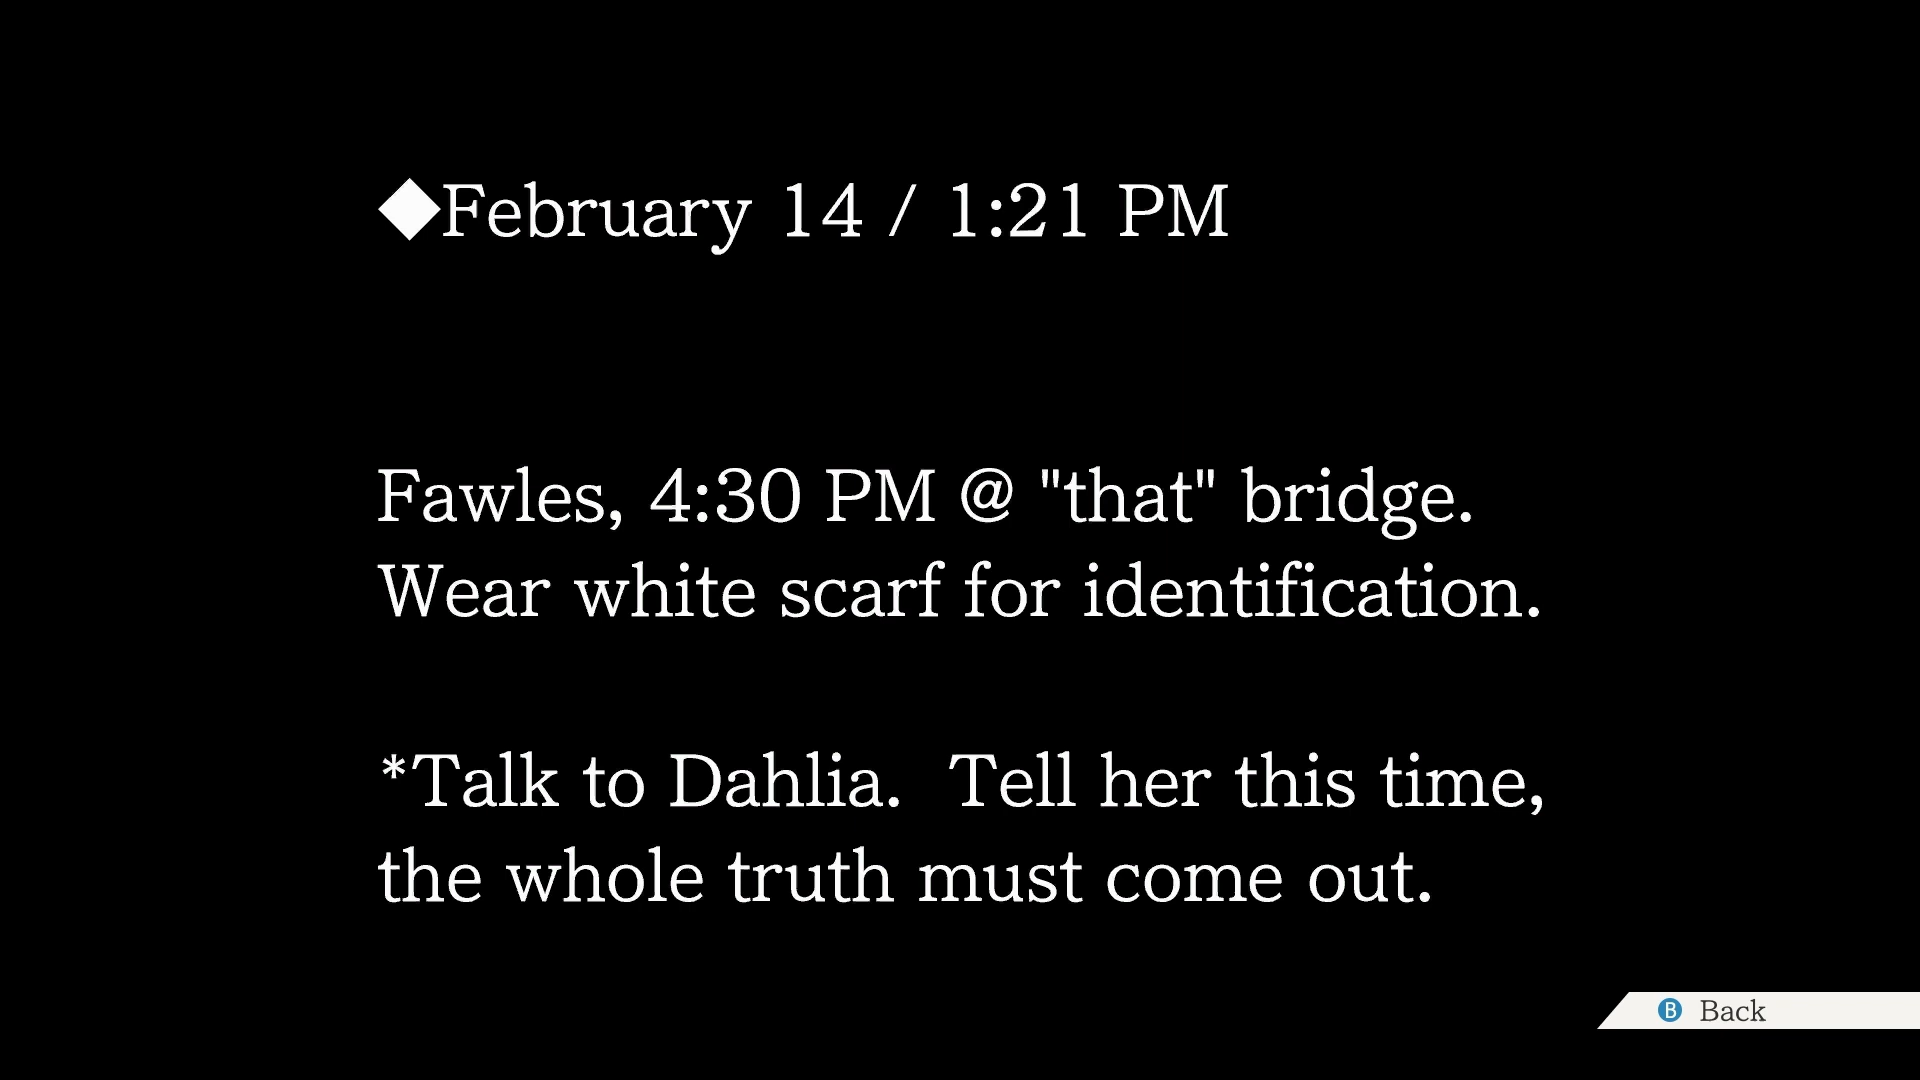 ◆February 14 / 1:21 PM
Fawles, 4:30 PM @ "that" bridge.
Wear white scarf for identification.
*Talk to Dahlia.  Tell her this time,
the whole truth must come out.
B Back